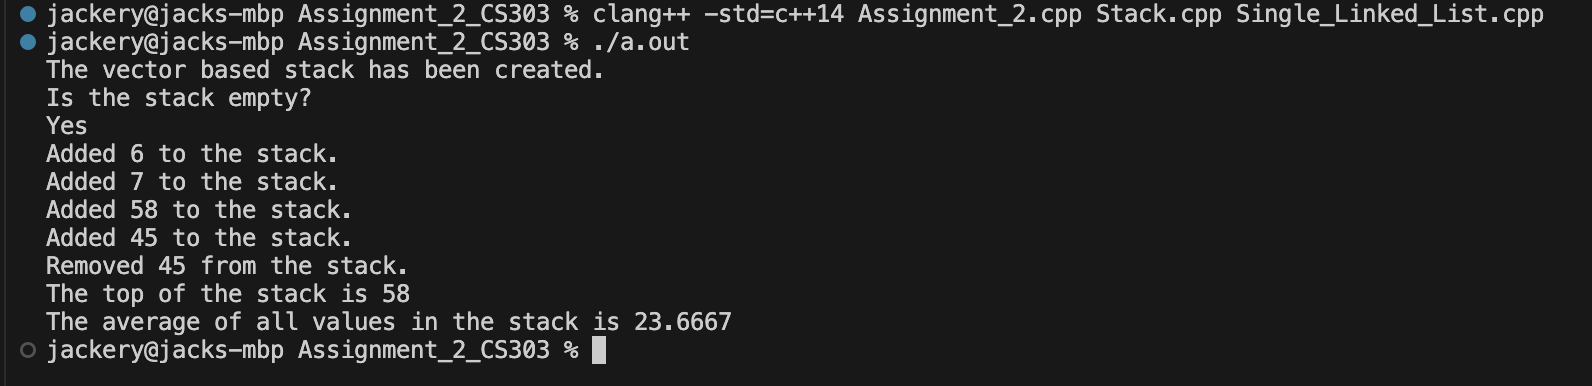 jackery@jacks-mbp Assignment_2_CS303 % clang++ -std=c++14 Assignment_2.cpp Stack.cpp Single_Linked_List.cpp
jackery@jacks-mbp Assignment_2_CS303 % ./a.out
The vector based stack has been created.
Is the stack empty?
Yes
Added 6 to the stack.
Added 7 to the stack.
Added 58 to the stack.
Added 45 to the stack.
Removed 45 from the stack.
The top of the stack is 58
The average of all values in the stack is 23.6667
jackery@jacks-mbp Assignment_2_CS303 %